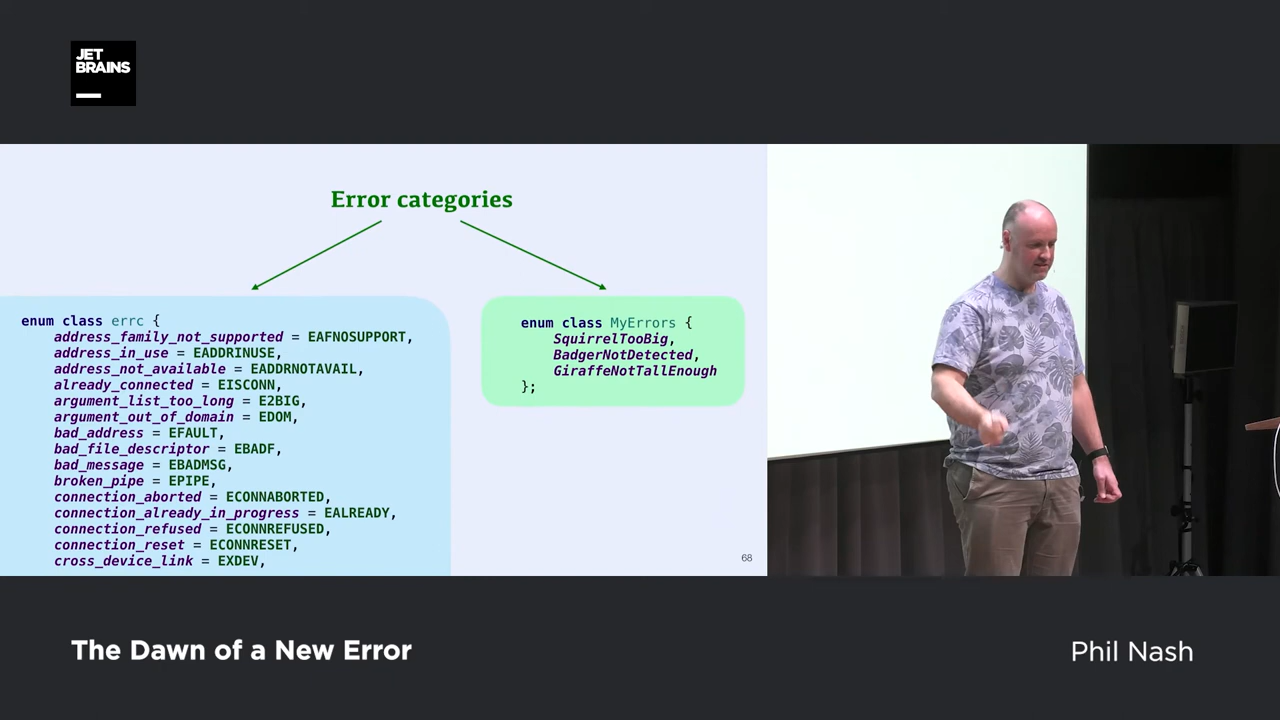 JET
BRAINS
Error categories
enum class errc {
address_family_not_supported = EAFNOSUPPORT,
address_in_use = EADDRINUSE,
address_not_available = EADDRNOTAVAIL,
already_connected = EISCONN,
argument_list_too_long = E2BIG,
argument_out_of_domain = EDOM,
bad_address = EFAULT,
bad_file_descriptor = EBADF,
bad_message = EBADMSG,
broken_pipe = EPIPE,
connection_aborted = ECONNABORTED,
connection_already_in_progress = EALREADY,
connection_refused = ECONNREFUSED,
connection_reset = ECONNRESET,
cross_device_link = EXDEV,
enum class MyErrors {
SquirrelTooBig,
BadgerNotDetected,
GiraffeNotTallEnough
};
68
The Dawn of a New Error
Phil Nash